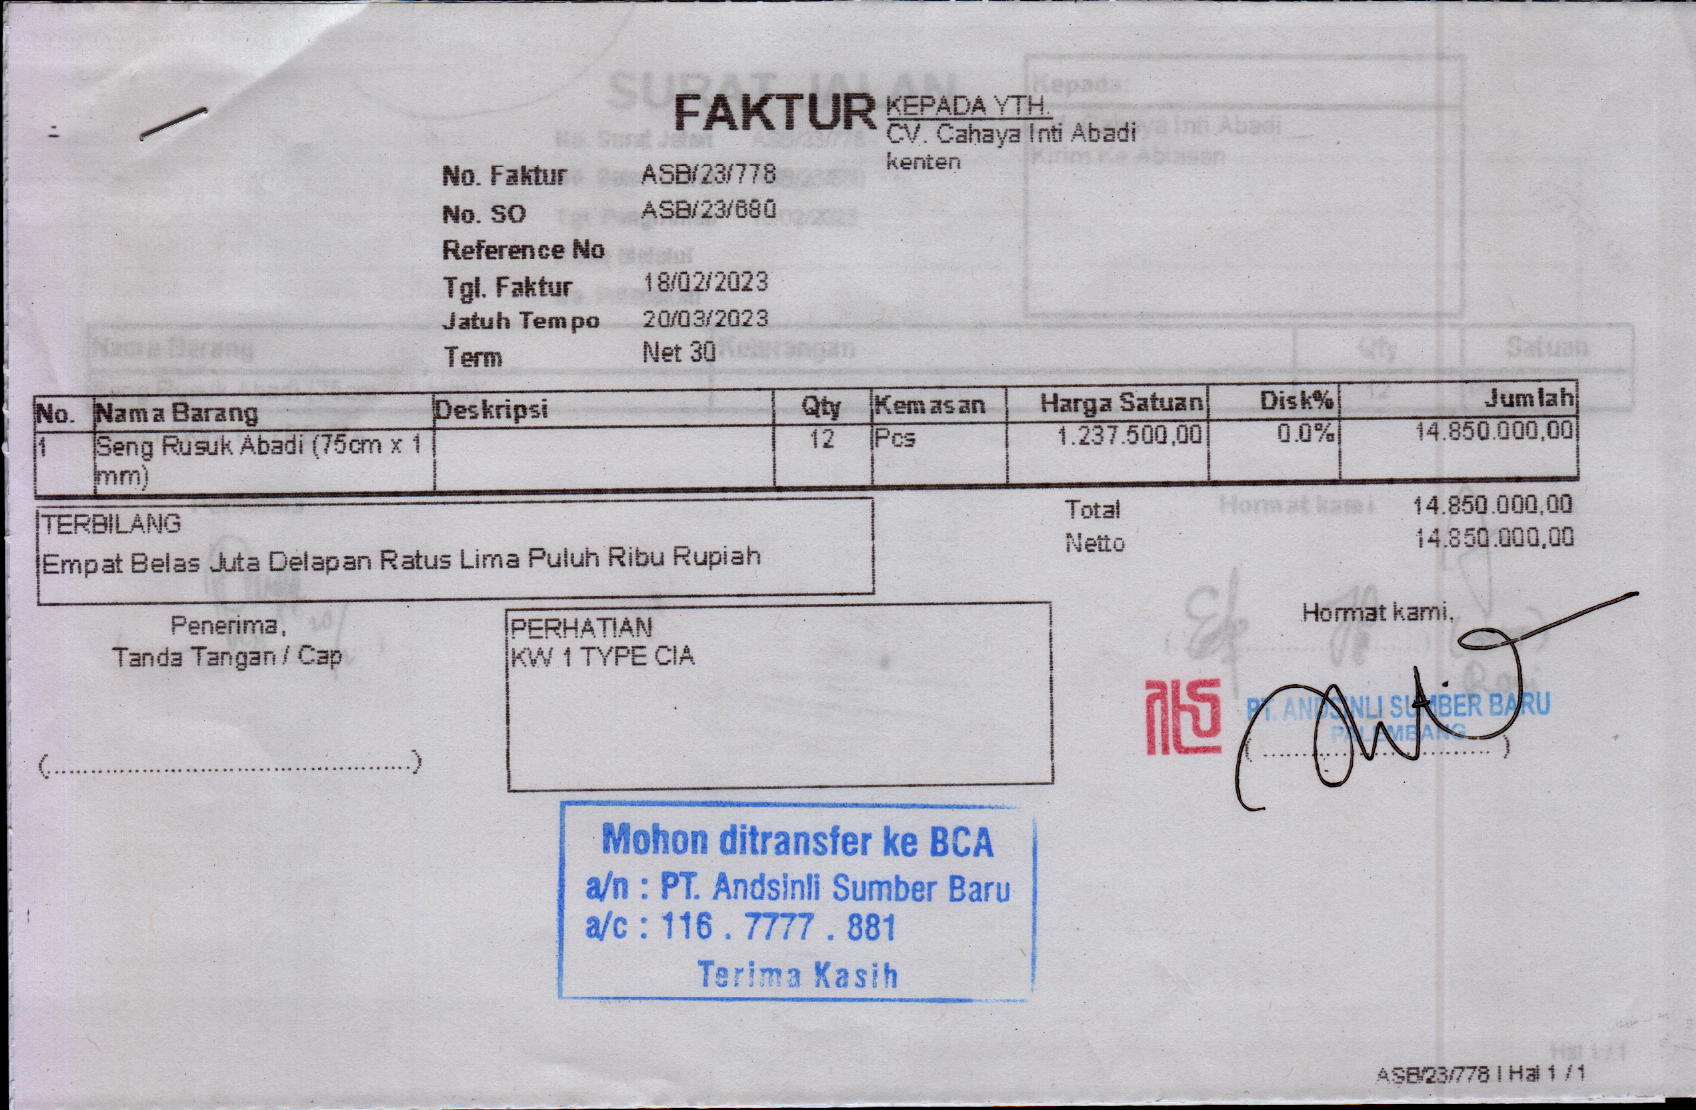 FAKTUR
KEPADA YTH.
CV. Cahaya Inti Abadi
kenten
No. Faktur ASB/23/778
No. SO ASB/23/680
Reference No
Tgl. Faktur 18/02/2023
Jatuh Tempo 20/03/2023
Term Net 30
No. Nama Barang Deskripsi Qty Kemasan Harga Satuan Disk% Jumlah
1 Seng Rusuk Abadi (75cm x 1 12 Pcs 1.237.500,00 0.0% 14.850.000,00
mm)
Total 14.850.000,00
Netto 14.850.000,00
TERBILANG
Empat Belas Juta Delapan Ratus Lima Puluh Ribu Rupiah
Penerima,
Tanda Tangan / Cap
(................................................)
PERHATIAN
KW 1 TYPE CIA
Hormat kami,
PT. ANDSINLI SUMBER BARU
PALEMBANG
Mohon ditransfer ke BCA
a/n : PT. Andsinli Sumber Baru
a/c : 116 . 7777 . 881
Terima Kasih
ASB/23/778 | Hal 1 / 1